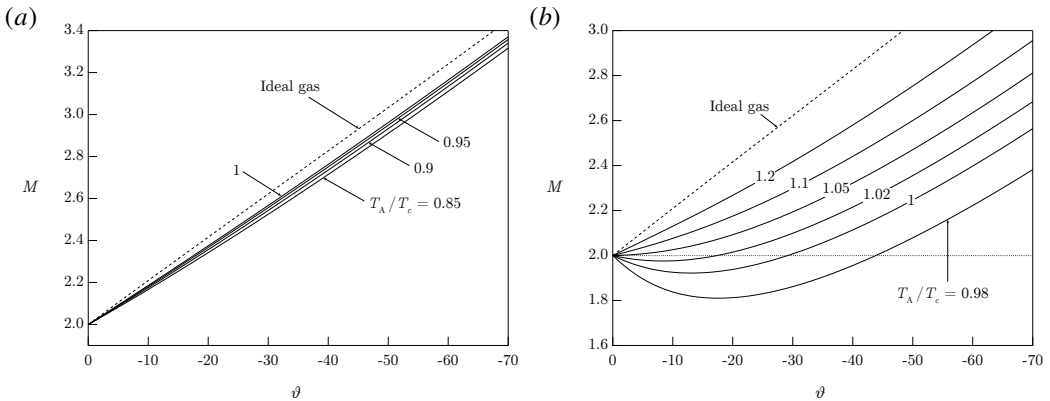 (a)
3.4
3.2
3.0
2.8
2.6
2.4
2.2
2.0
M
Ideal gas
0.95
0.9
1
T_A/T_c = 0.85
0 -10 -20 -30 -40 -50 -60 -70
ϑ
(b)
3.0
2.8
2.6
2.4
2.2
2.0
1.8
1.6
M
Ideal gas
1.2
1.1
1.05
1.02
1
T_A/T_c = 0.98
0 -10 -20 -30 -40 -50 -60 -70
ϑ